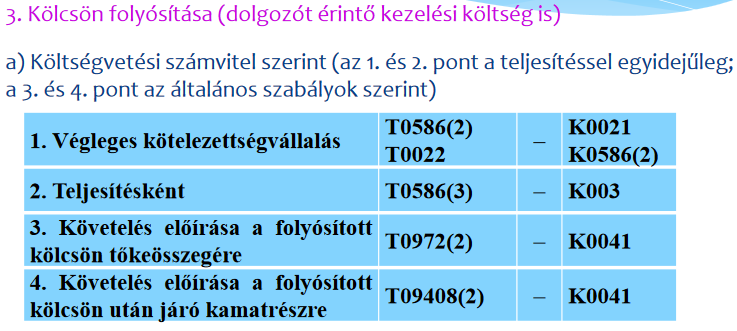 3. Kölcsön folyósítása (dolgozót érintő kezelési költség is)
a) Költségvetési számvitel szerint (az 1. és 2. pont a teljesítéssel egyidejűleg;
a 3. és 4. pont az általános szabályok szerint)
1. Végleges kötelezettségvállalás T0586(2) – K0021
T0022 K0586(2)
2. Teljesítésként T0586(3) – K003
3. Követelés előírása a folyósított
kölcsön tőkeösszegére T0972(2) – K0041
4. Követelés előírása a folyósított
kölcsön után járó kamatrészre T09408(2) – K0041